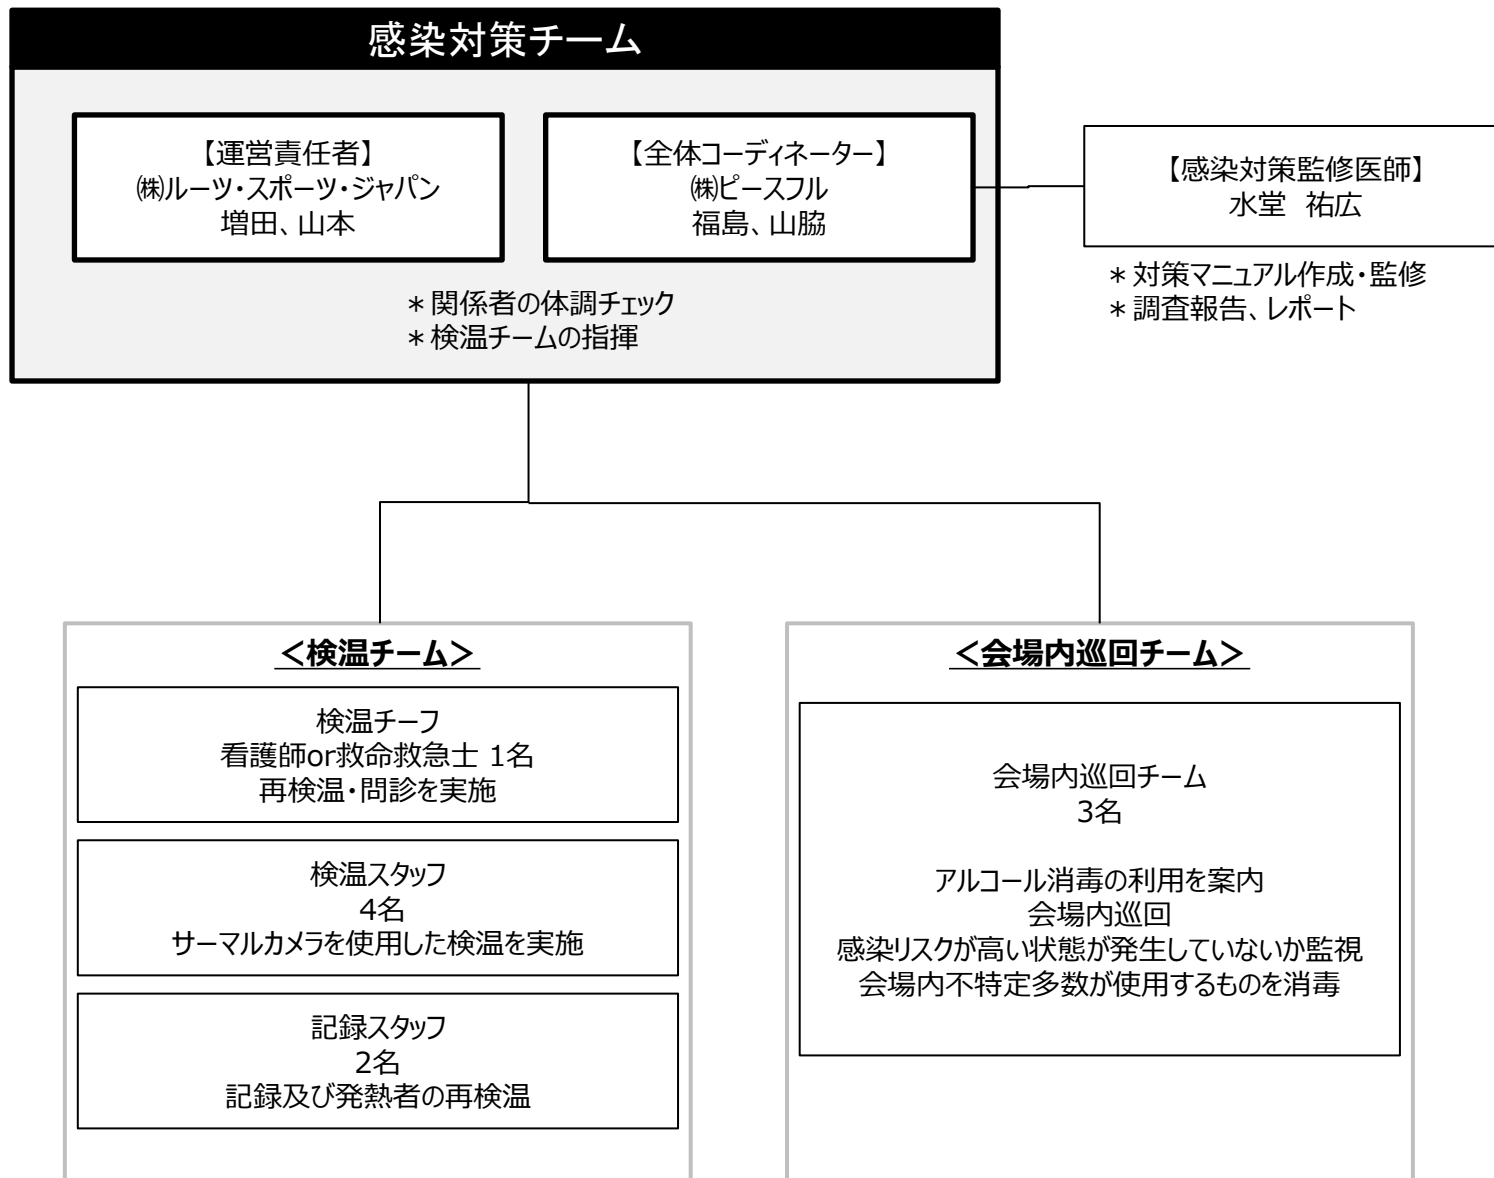 感染対策チーム
【運営責任者】
㈱ルーツ・スポーツ・ジャパン
増田、山本
【全体コーディネーター】
㈱ピースフル
福島、山脇
【感染対策監修医師】
水堂　祐広
＊関係者の体調チェック
＊検温チームの指揮
＊対策マニュアル作成・監修
＊調査報告、レポート
＜検温チーム＞
検温チーフ
看護師or救命救急士 1名
再検温・問診を実施
検温スタッフ
4名
サーマルカメラを使用した検温を実施
記録スタッフ
2名
記録及び発熱者の再検温
＜会場内巡回チーム＞
会場内巡回チーム
3名
アルコール消毒の利用を案内
会場内巡回
感染リスクが高い状態が発生していないか監視
会場内不特定多数が使用するものを消毒